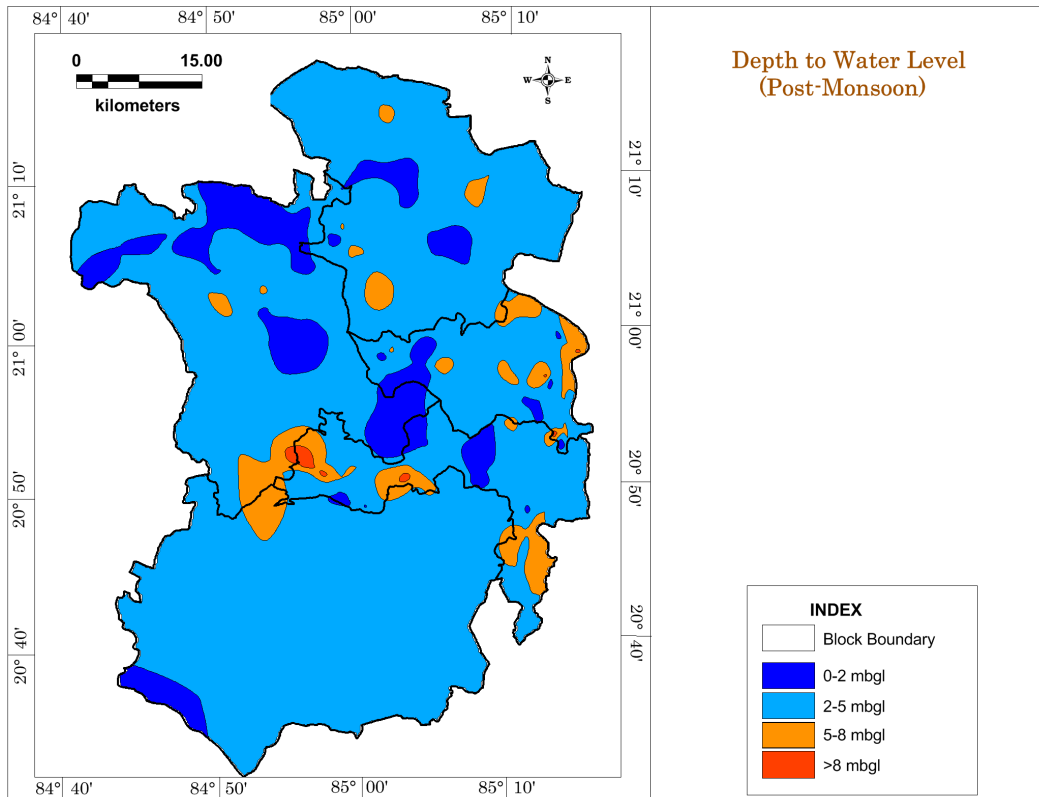 84° 40'
84° 50'
85° 00'
85° 10'
0 15.00
kilometers
N
W E
S
Depth to Water Level
(Post-Monsoon)
21° 10'
21° 00'
20° 50'
20° 40'
21° 10'
21° 00'
20° 50'
20° 40'
INDEX
Block Boundary
0-2 mbgl
2-5 mbgl
5-8 mbgl
>8 mbgl
84° 40'
84° 50'
85° 00'
85° 10'